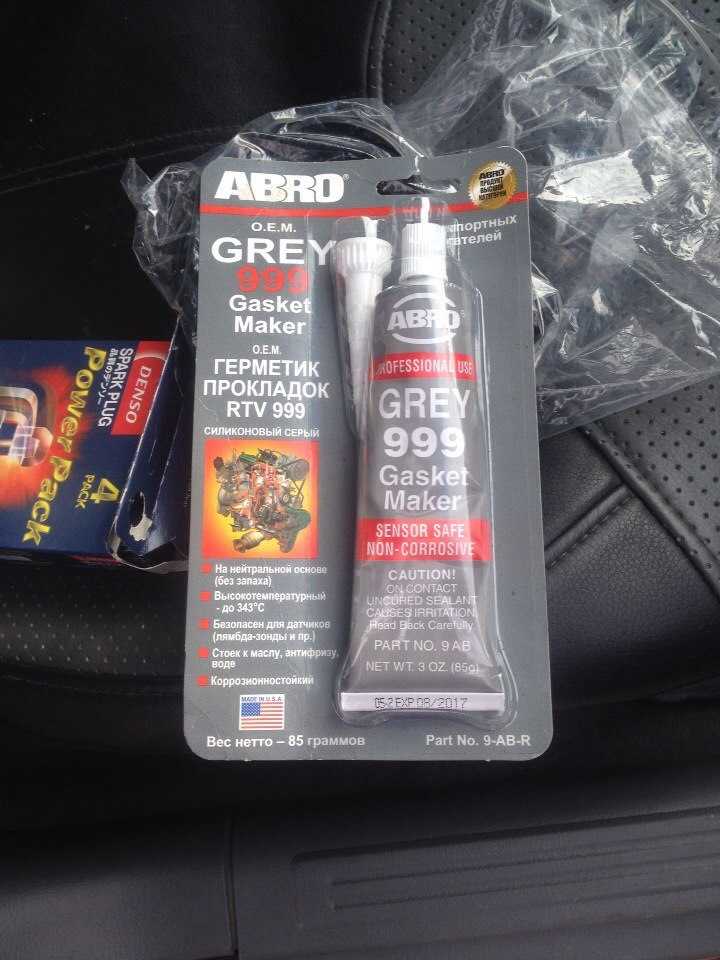 ABRO®
ABRO
ПРОДУКТ
ВЫСШЕЙ
КАТЕГОРИИ
O.E.M.
GREY
999
Gasket
Maker
O.E.M.
ГЕРМЕТИК
ПРОКЛАДОК
RTV 999
СИЛИКОНОВЫЙ СЕРЫЙ
На нейтральной основе
(без запаха)
Высокотемпературный
- до 343°С
Безопасен для датчиков
(лямбда-зонды и пр.)
Стоек к маслу, антифризу,
воде
Коррозионностойкий
MADE IN U.S.A
Вес нетто – 85 граммов
Part No. 9-AB-R
ABRO®
PROFESSIONAL USE
GREY
999
Gasket
Maker
SENSOR SAFE
NON-CORROSIVE
CAUTION!
ON CONTACT
UNCURED SEALANT
CAUSES IRRITATION
Read Back Carefully
PART NO. 9 AB
NET WT. 3 OZ. (85g)
052 EXP 08/2017
DENSO
SPARK PLUG
Power Pack
4
PACK